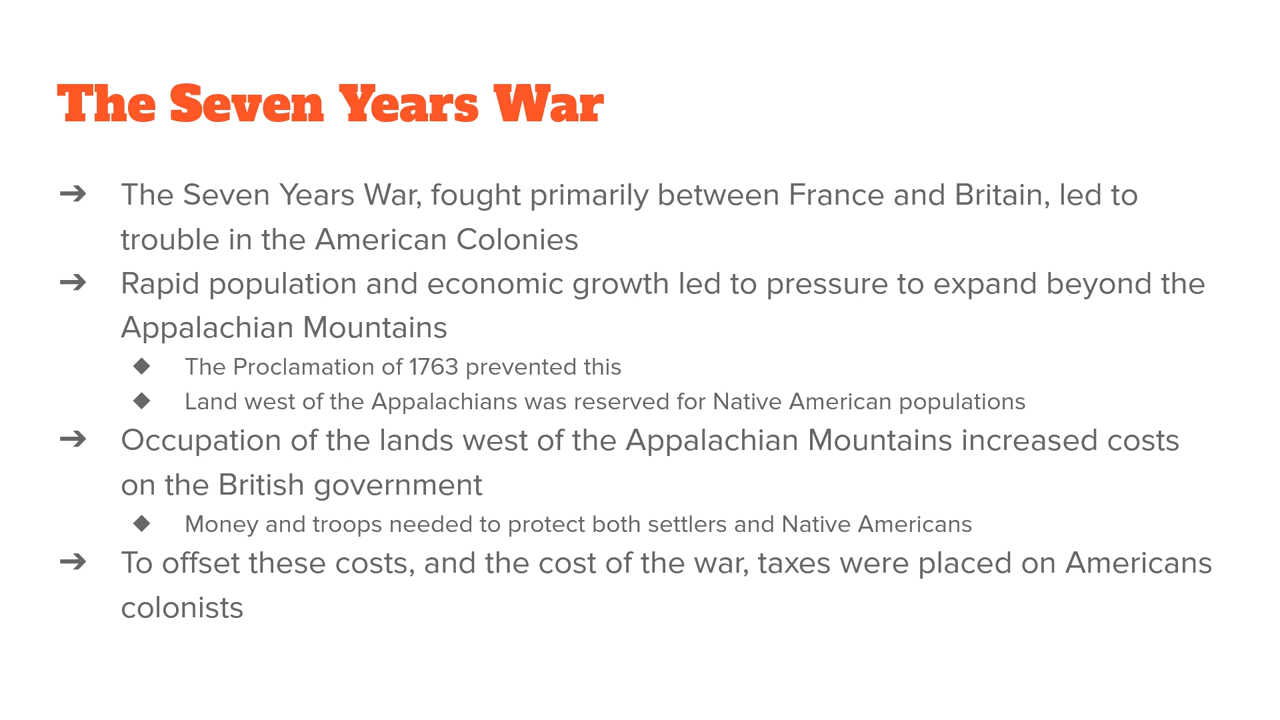 The Seven Years War
➔ The Seven Years War, fought primarily between France and Britain, led to
trouble in the American Colonies
➔ Rapid population and economic growth led to pressure to expand beyond the
Appalachian Mountains
◆ The Proclamation of 1763 prevented this
◆ Land west of the Appalachians was reserved for Native American populations
➔ Occupation of the lands west of the Appalachian Mountains increased costs
on the British government
◆ Money and troops needed to protect both settlers and Native Americans
➔ To offset these costs, and the cost of the war, taxes were placed on Americans
colonists